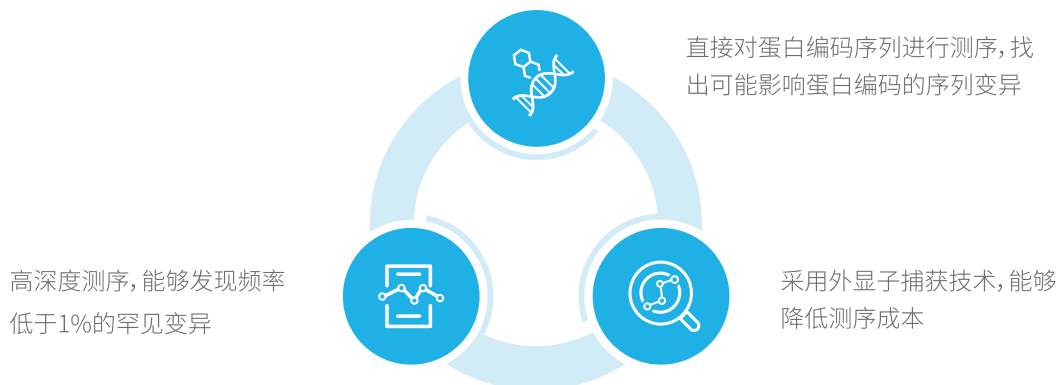 直接对蛋白编码序列进行测序，找
出可能影响蛋白编码的序列变异
高深度测序，能够发现频率
低于1%的罕见变异
采用外显子捕获技术，能够
降低测序成本